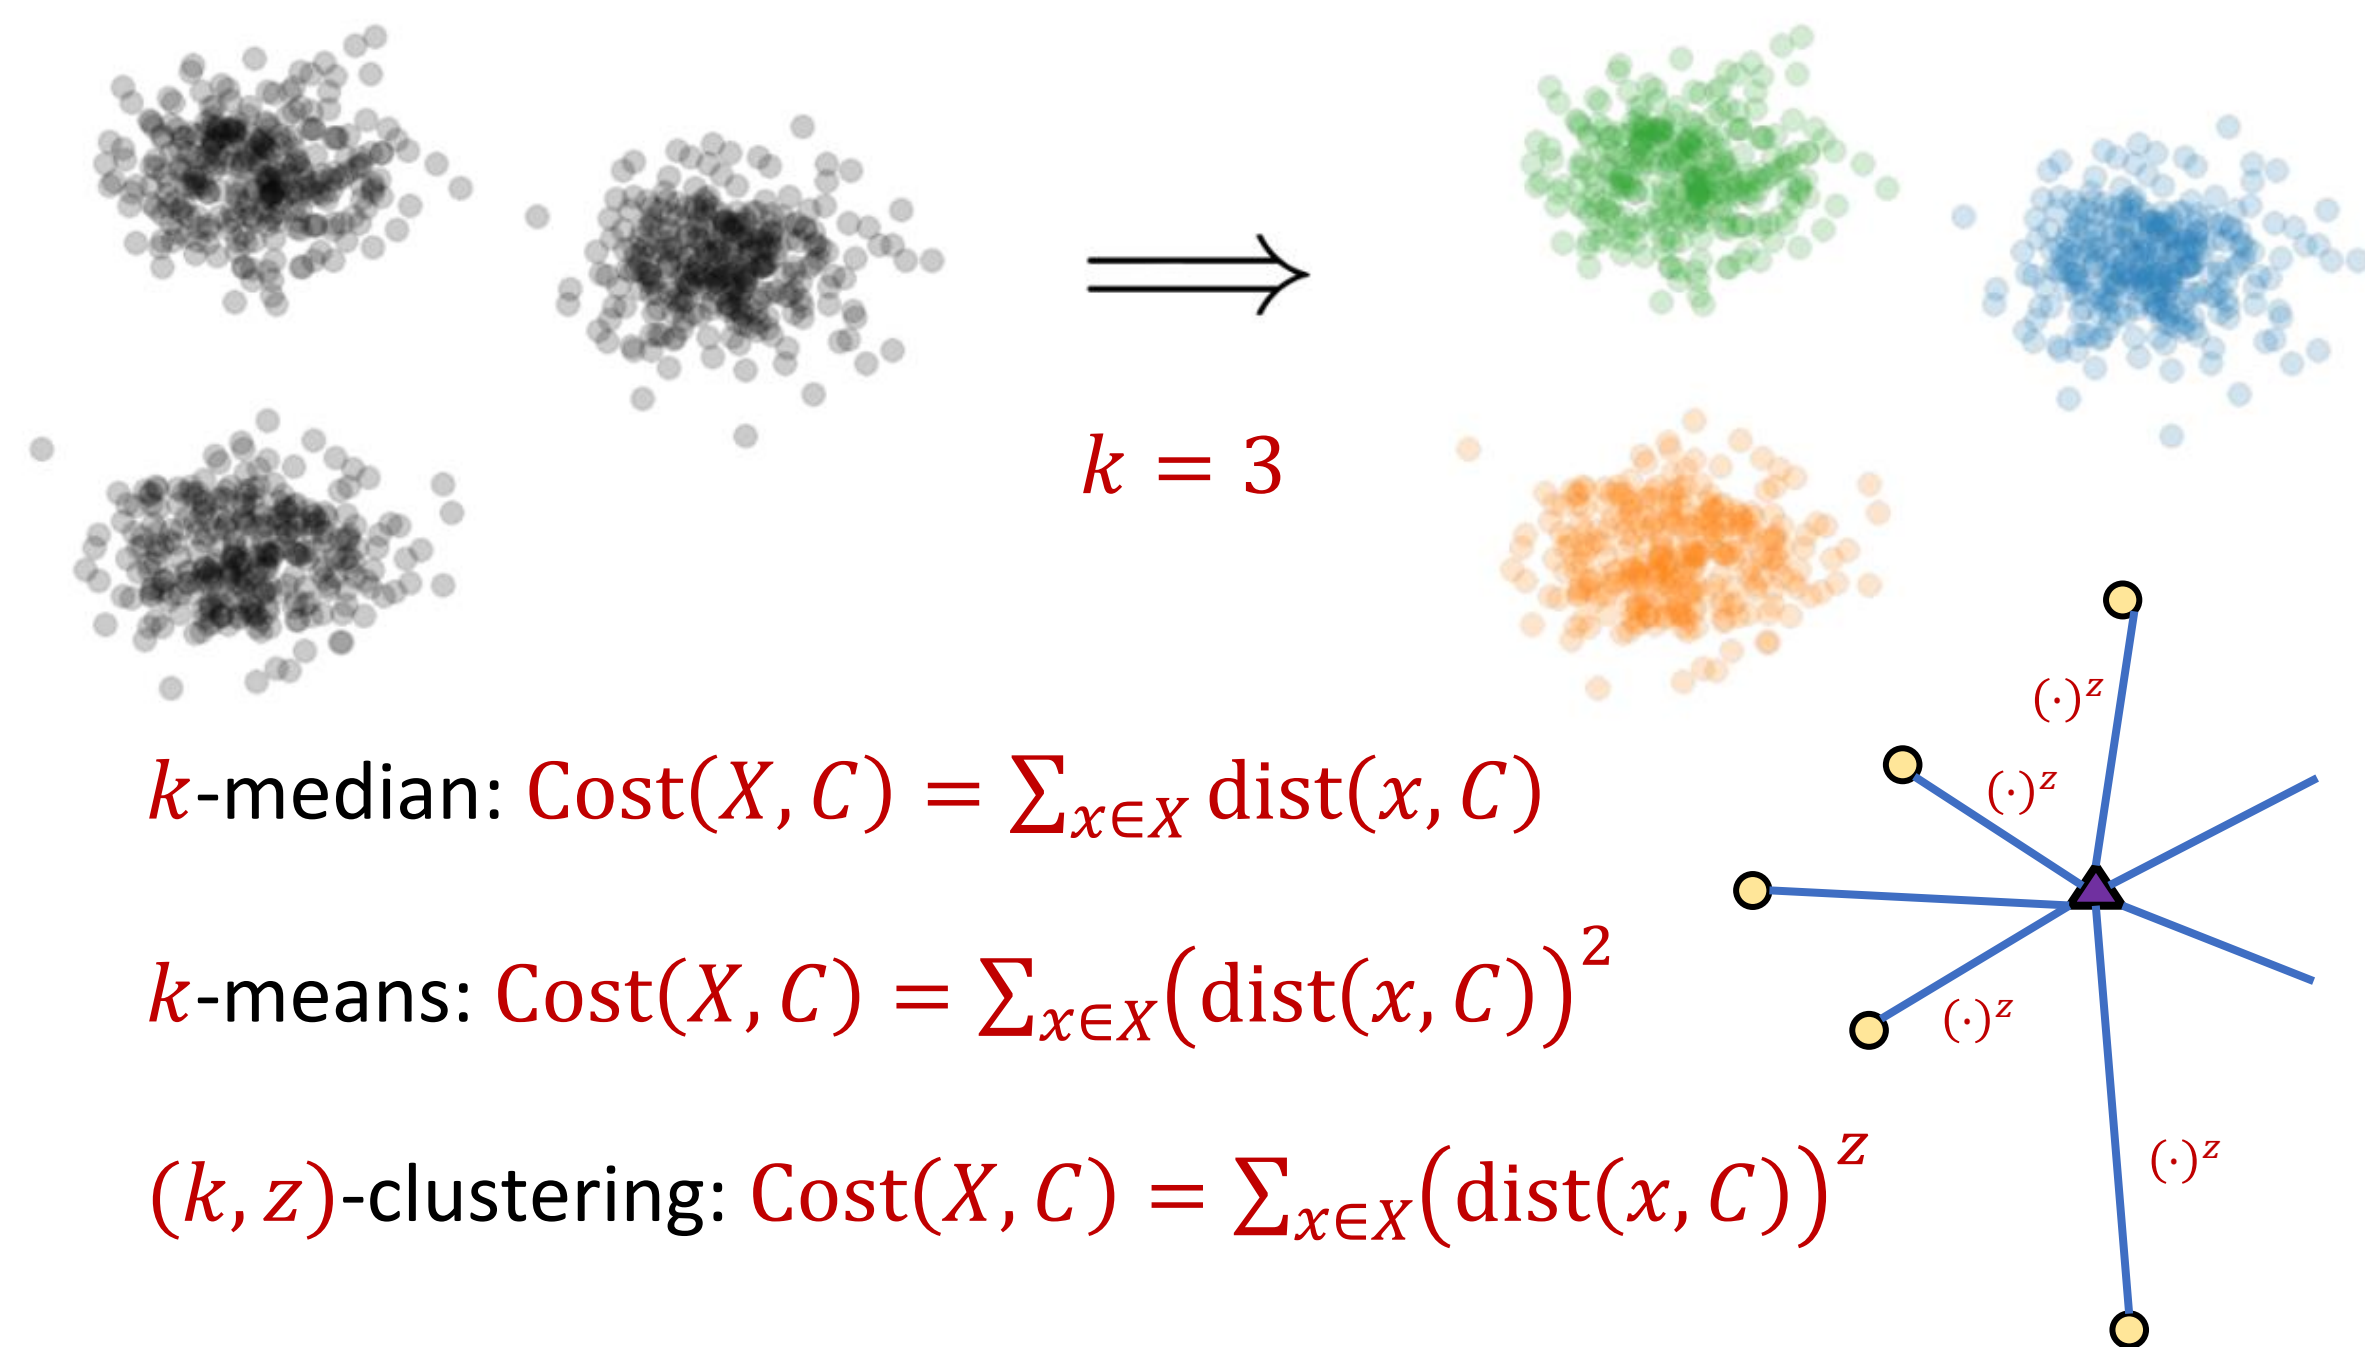 k = 3
(·)^z
(·)^z
k-median: Cost(X, C) = ∑_{x∈X} dist(x, C)
k-means: Cost(X, C) = ∑_{x∈X} (dist(x, C))^2
(·)^z
(k, z)-clustering: Cost(X, C) = ∑_{x∈X} (dist(x, C))^z
(·)^z